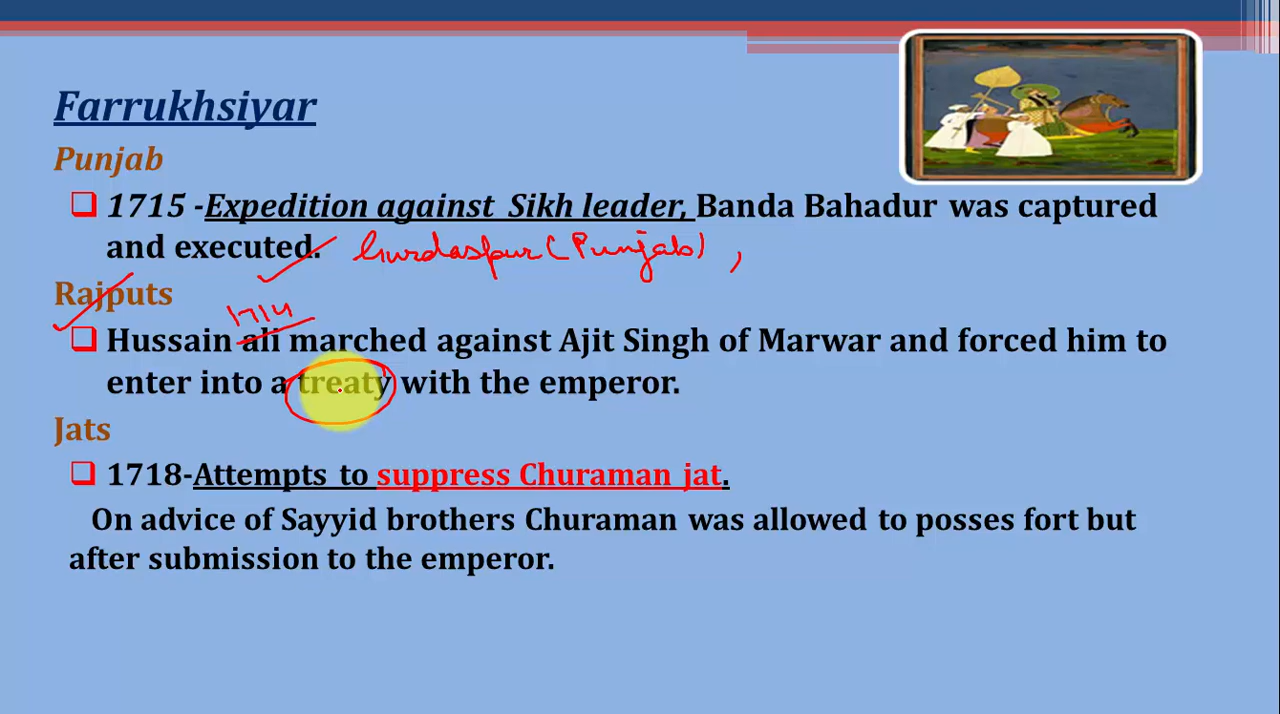 Farrukhsiyar
Punjab
❑ 1715 -Expedition against Sikh leader, Banda Bahadur was captured
and executed. Gurdaspur (Punjab) ,
Rajputs
1714
❑ Hussain ali marched against Ajit Singh of Marwar and forced him to
enter into a treaty with the emperor.
Jats
❑ 1718-Attempts to suppress Churaman jat.
On advice of Sayyid brothers Churaman was allowed to posses fort but
after submission to the emperor.